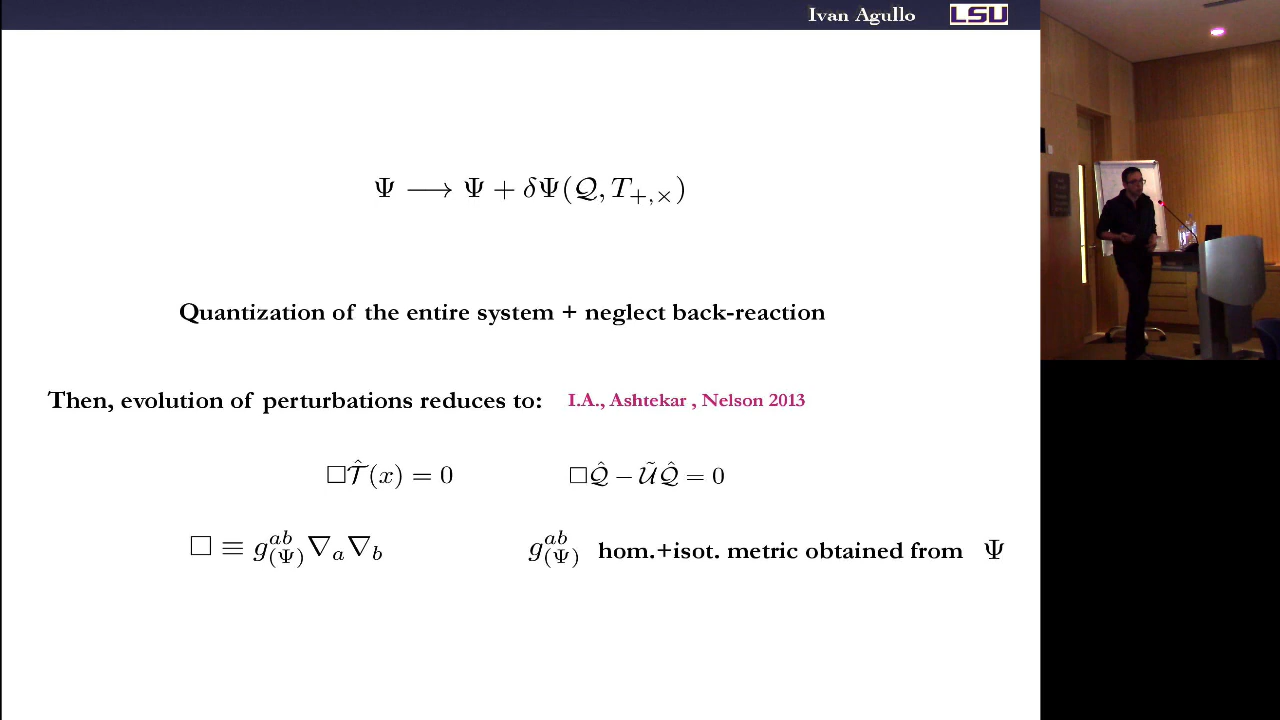 Ivan Agullo LSU
Ψ ⟶ Ψ + δΨ(𝒬, T₊,ₓ)
Quantization of the entire system + neglect back-reaction
Then, evolution of perturbations reduces to: I.A., Ashtekar , Nelson 2013
□𝒯̂(x) = 0 □𝒬̂ − 𝒰̃𝒬̂ = 0
□ ≡ g^{ab}_{(Ψ)}∇_a∇_b g^{ab}_{(Ψ)} hom.+isot. metric obtained from Ψ